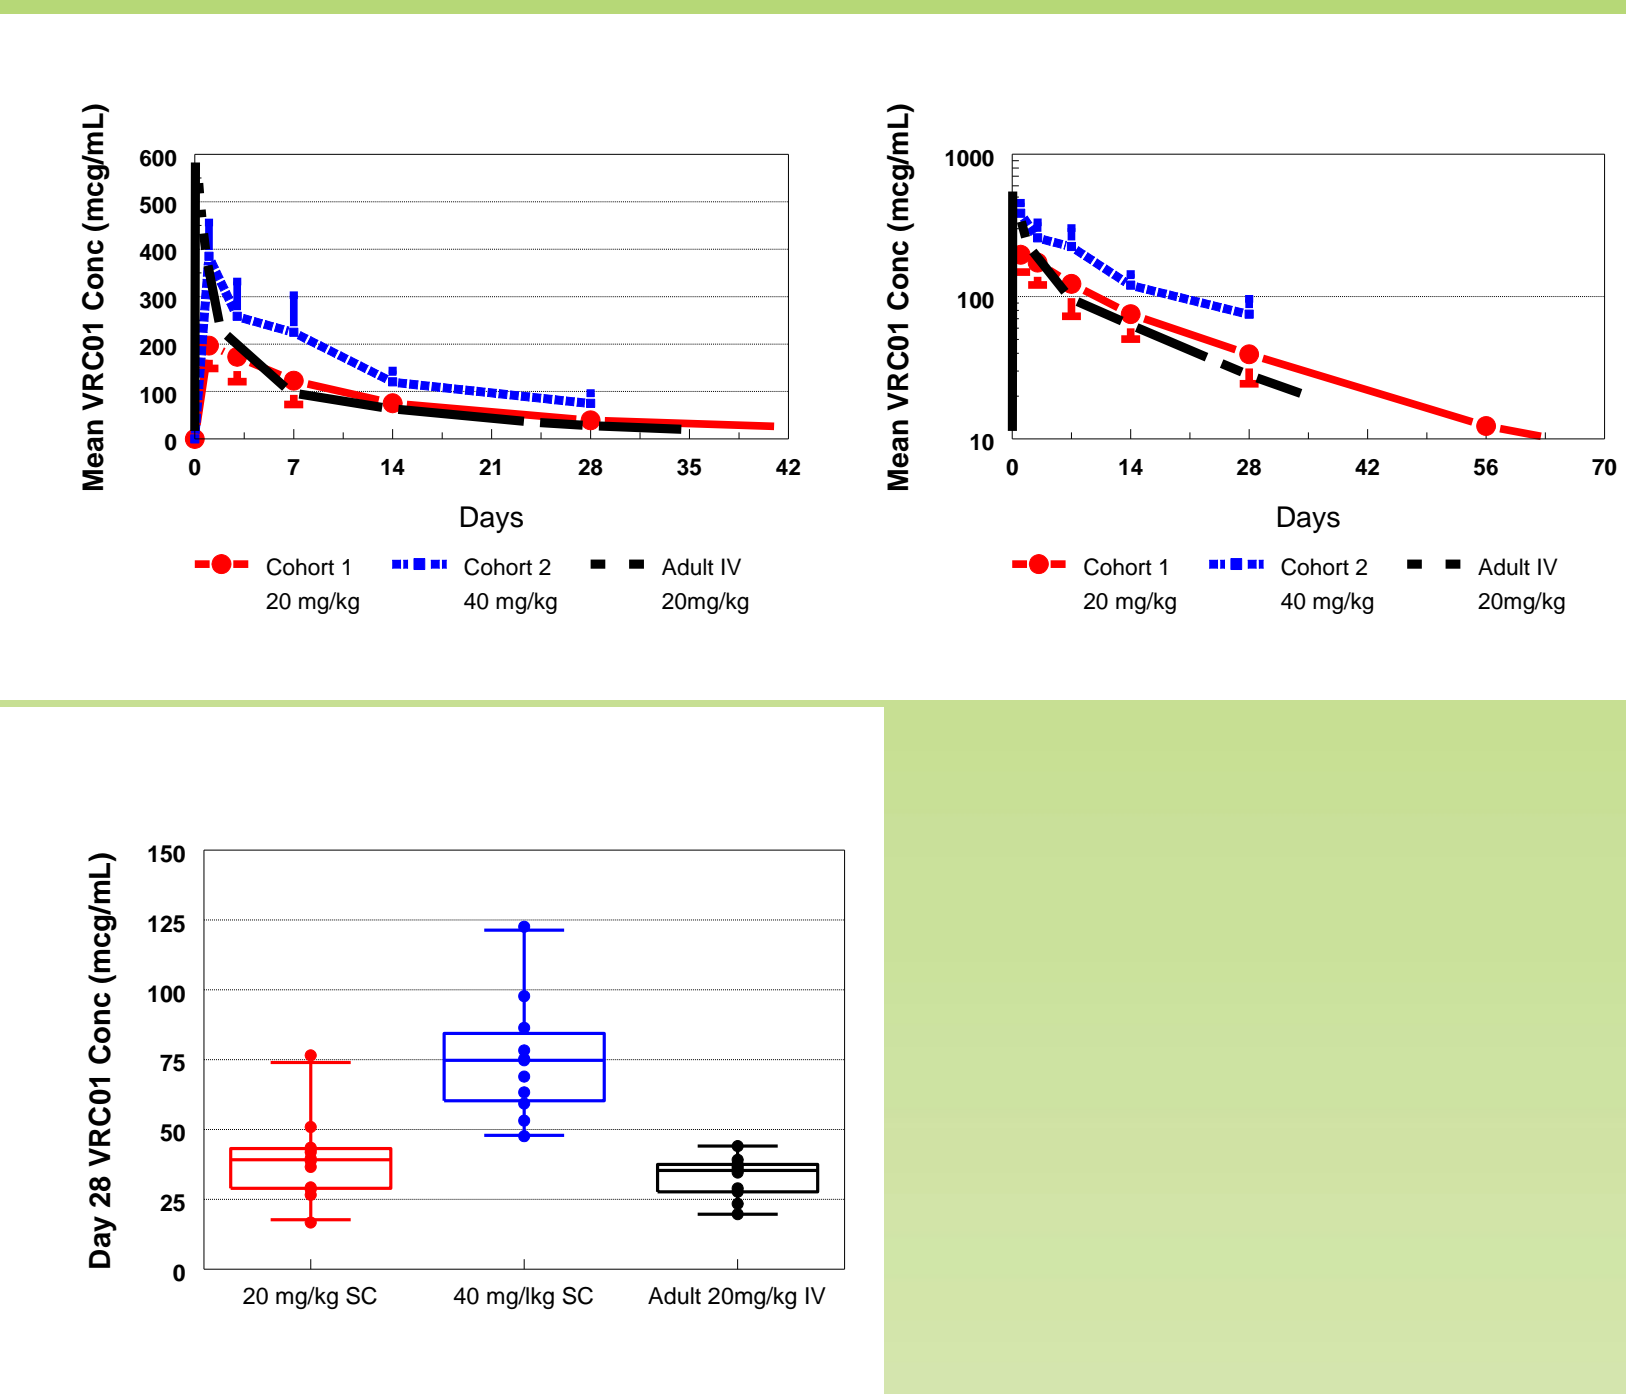 Mean VRC01 Conc (mcg/mL)
600
500
400
300
200
100
0
0 7 14 21 28 35 42
Days
Cohort 1 Cohort 2 Adult IV
20 mg/kg 40 mg/kg 20mg/kg
Mean VRC01 Conc (mcg/mL)
1000
100
10
0 14 28 42 56 70
Days
Cohort 1 Cohort 2 Adult IV
20 mg/kg 40 mg/kg 20mg/kg
Day 28 VRC01 Conc (mcg/mL)
150
125
100
75
50
25
0
20 mg/kg SC 40 mg/lkg SC Adult 20mg/kg IV